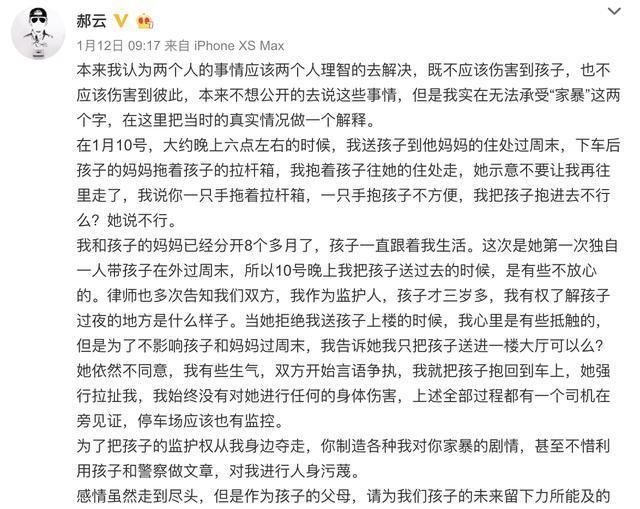 郝云
1月12日 09:17 来自 iPhone XS Max
本来我认为两个人的事情应该两个人理智的去解决，既不应该伤害到孩子，也不
应该伤害到彼此，本来不想公开的去说这些事情，但是我实在无法承受“家暴”这两
个字，在这里把当时的真实情况做一个解释。
在1月10号，大约晚上六点左右的时候，我送孩子到他妈妈的住处过周末，下车后
孩子的妈妈拖着孩子的拉杆箱，我抱着孩子往她的住处走，她示意不要让我再往
里走了，我说你一只手拖着拉杆箱，一只手抱孩子不方便，我把孩子抱进去不行
么？她说不行。
我和孩子的妈妈已经分开8个多月了，孩子一直跟着我生活。这次是她第一次独自
一人带孩子在外过周末，所以10号晚上我把孩子送过去的时候，是有些不放心
的。律师也多次告知我们双方，我作为监护人，孩子才三岁多，我有权了解孩子
过夜的地方是什么样子。当她拒绝我送孩子上楼的时候，我心里是有些抵触的，
但是为了不影响孩子和妈妈过周末，我告诉她我只把孩子送进一楼大厅可以么？
她依然不同意，我有些生气，双方开始言语争执，我就把孩子抱回到车上，她强
行拉扯我，我始终没有对她进行任何的身体伤害，上述全部过程都有一个司机在
旁见证，停车场应该也有监控。
为了把孩子的监护权从我身边夺走，你制造各种我对你家暴的剧情，甚至不惜利
用孩子和警察做文章，对我进行人身污蔑。
感情虽然走到尽头，但是作为孩子的父母，请为我们孩子的未来留下力所能及的